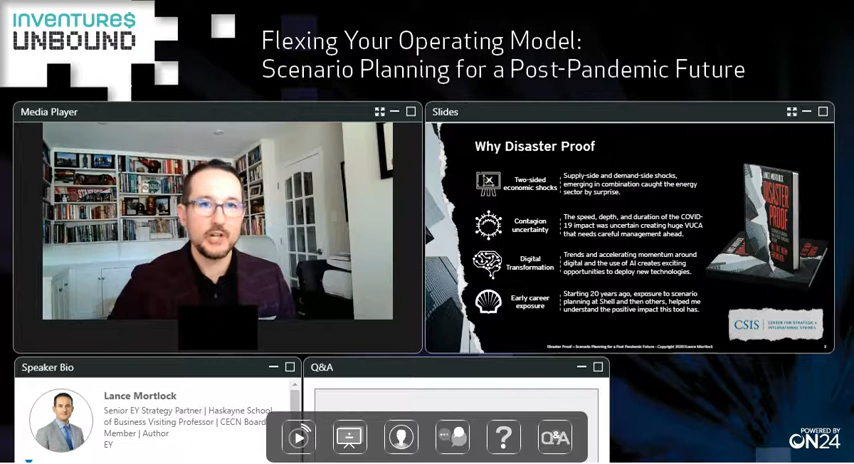 INVENTURE$
UNBOUND
Flexing Your Operating Model:
Scenario Planning for a Post-Pandemic Future
Media Player
Slides
Why Disaster Proof
Two-sided
economic shocks
Supply-side and demand-side shocks,
emerging in combination caught the energy
sector by surprise.
Contagion
uncertainty
The speed, depth, and duration of the COVID-
19 impact was uncertain creating huge VUCA
that needs careful management ahead.
Digital
Transformation
Trends and accelerating momentum around
digital and the use of AI creates exciting
opportunities to deploy new technologies.
Early career
exposure
Starting 20 years ago, exposure to scenario
planning at Shell and then others, helped me
understand the positive impact this tool has.
LANCE MORTLOCK
DISASTER
PROOF
CSIS
CENTER FOR STRATEGIC &
INTERNATIONAL STUDIES
Disaster Proof – Scenario Planning for a Post Pandemic Future - Copyright 2020 Lance Mortlock
Speaker Bio
Lance Mortlock
Senior EY Strategy Partner | Haskayne School
of Business Visiting Professor | CECN Board
Member | Author
EY
Q&A
?
Q&A
POWERED BY
ON24